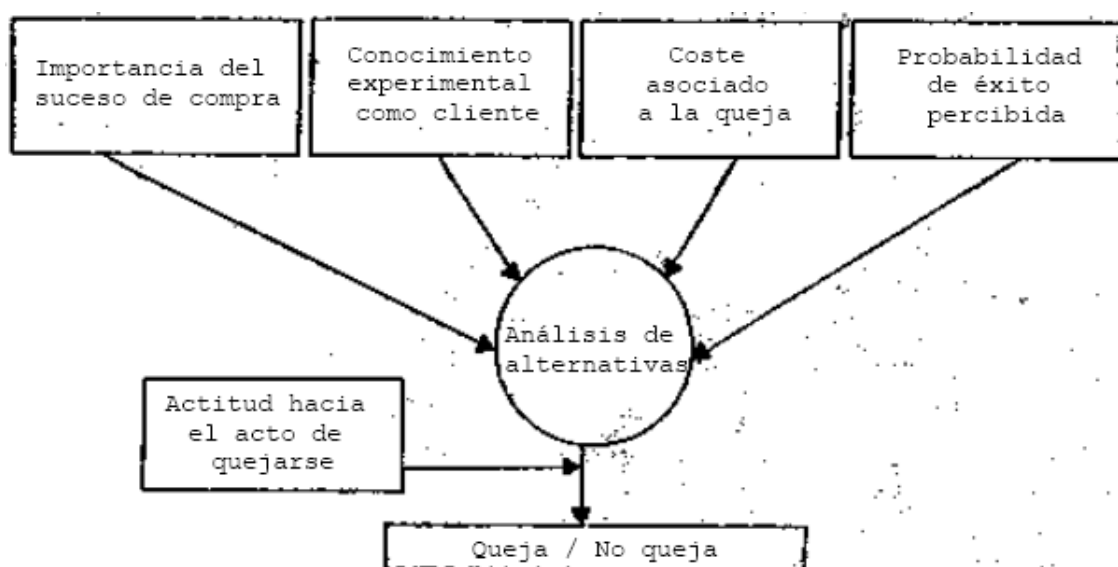 Importancia del
suceso de compra
Conocimiento
experimental
como cliente
Coste
asociado
a la queja
Probabilidad
de éxito
percibida
Análisis de
alternativas
Actitud hacia
el acto de
quejarse
Queja / No queja